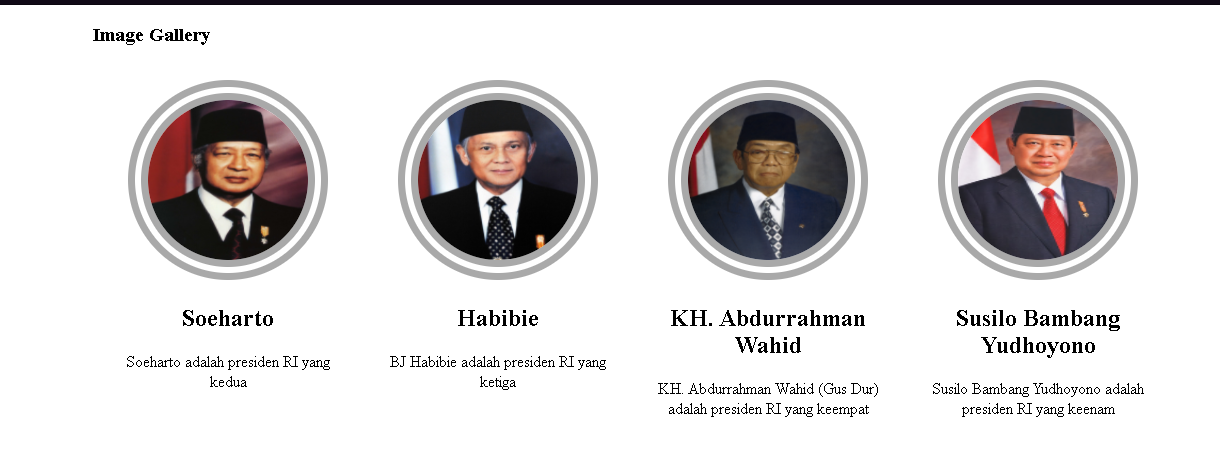 Image Gallery
Soeharto
Soeharto adalah presiden RI yang
kedua
Habibie
BJ Habibie adalah presiden RI yang
ketiga
KH. Abdurrahman
Wahid
KH. Abdurrahman Wahid (Gus Dur)
adalah presiden RI yang keempat
Susilo Bambang
Yudhoyono
Susilo Bambang Yudhoyono adalah
presiden RI yang keenam